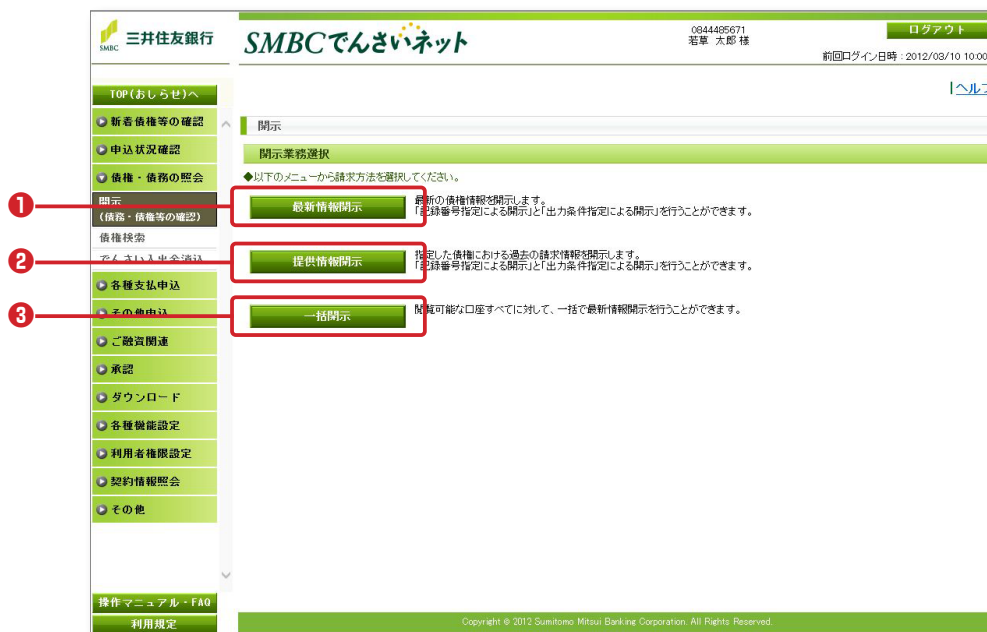 SMBC 三井住友銀行
SMBCでんさいネット
0844485671
若草 太郎 様
ログアウト
前回ログイン日時：2012/03/10 10:00
|ヘルプ
TOP(おしらせ)へ
新着債権等の確認
申込状況確認
債権・債務の照会
開示
(債務・債権等の確認)
債権検索
でんさい入出金済込
各種支払申込
その他申込
ご融資関連
承認
ダウンロード
各種機能設定
利用者権限設定
契約情報照会
その他
操作マニュアル・FAQ
利用規定
開示
開示業務選択
◆以下のメニューから請求方法を選択してください。
1
最新情報開示
最新の債権情報を開示します。
「記録番号指定による開示」と「出力条件指定による開示」を行うことができます。
2
提供情報開示
指定した債権における過去の請求情報を開示します。
「記録番号指定による開示」と「出力条件指定による開示」を行うことができます。
3
一括開示
閲覧可能な口座すべてに対して、一括で最新情報開示を行うことができます。
Copyright © 2012 Sumitomo Mitsui Banking Corporation. All Rights Reserved.